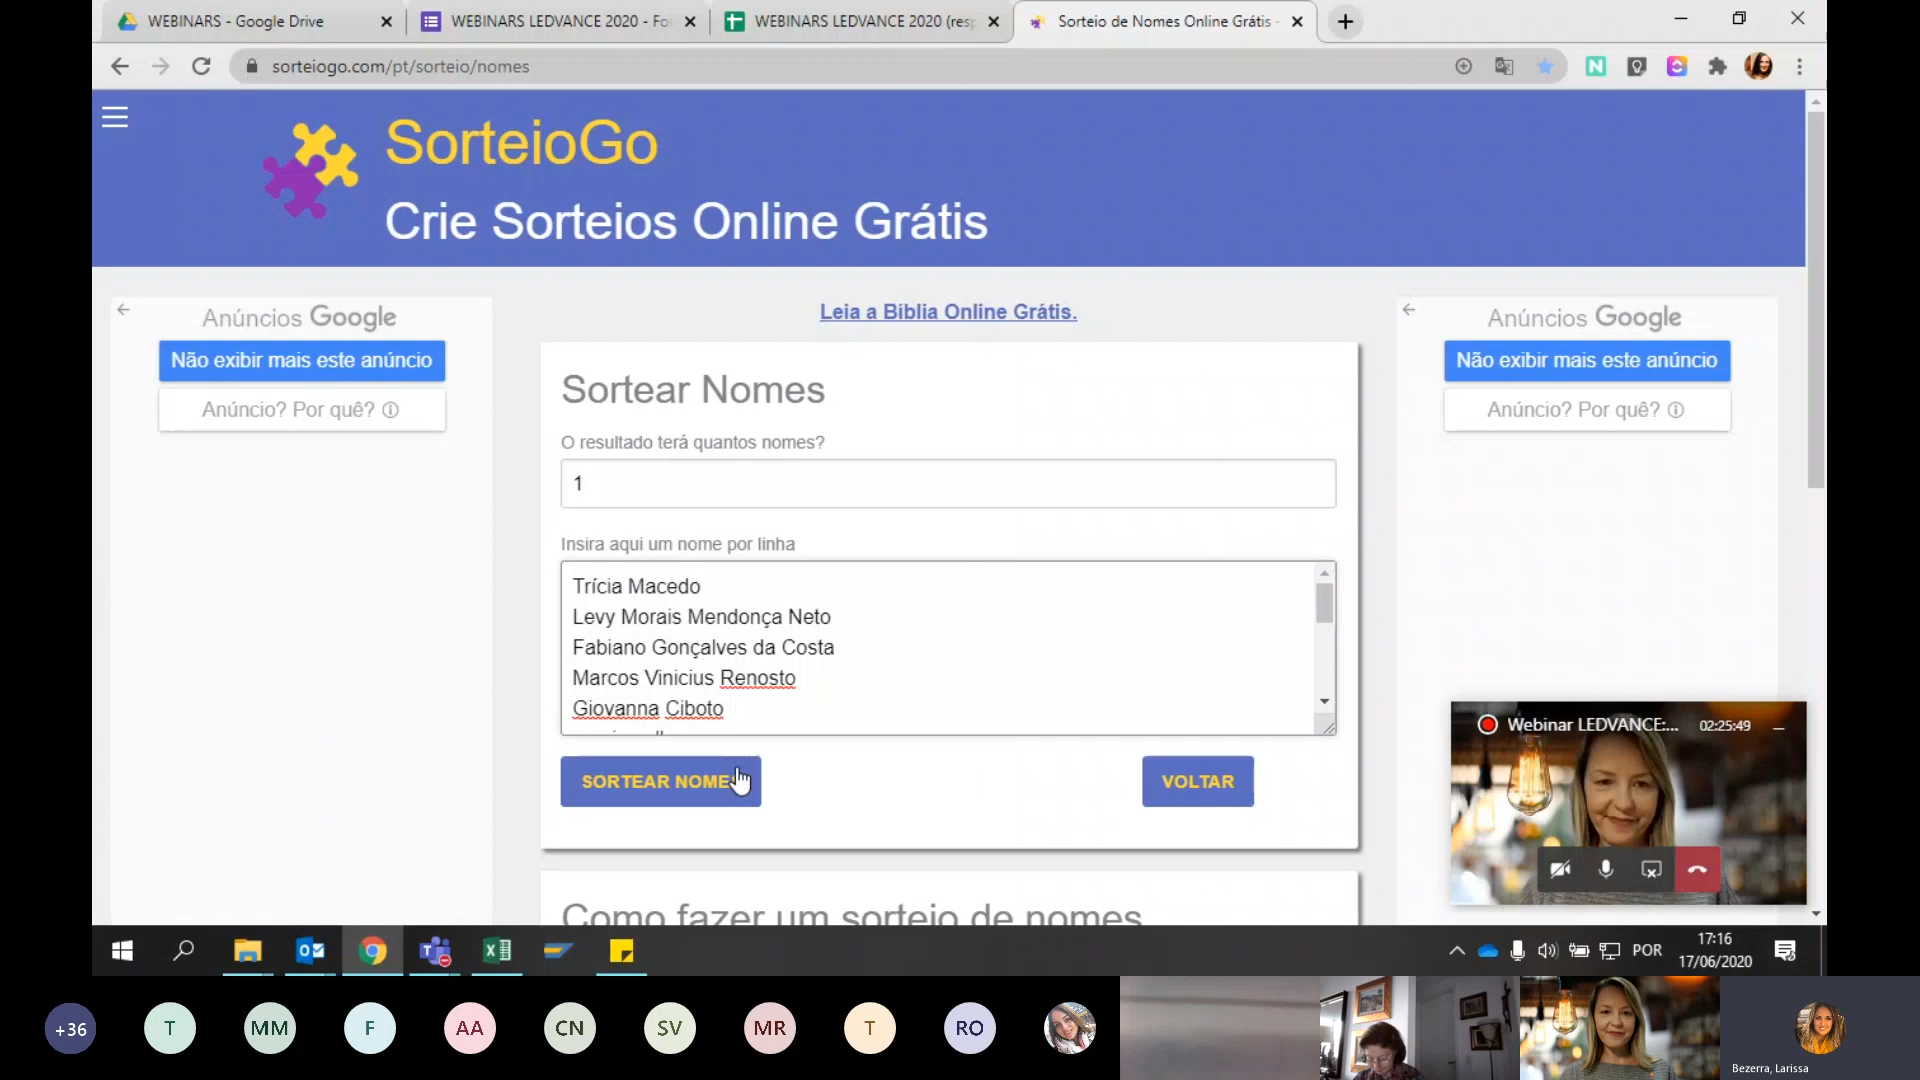 WEBINARS - Google Drive
WEBINARS LEDVANCE 2020 - Fo
WEBINARS LEDVANCE 2020 (resp
Sorteio de Nomes Online Grátis -
sorteiogo.com/pt/sorteio/nomes
SorteioGo
Crie Sorteios Online Grátis
Anúncios Google
Não exibir mais este anúncio
Anúncio? Por quê?
Leia a Bíblia Online Grátis.
Sortear Nomes
O resultado terá quantos nomes?
1
Insira aqui um nome por linha
Trícia Macedo
Levy Morais Mendonça Neto
Fabiano Gonçalves da Costa
Marcos Vinicius Renosto
Giovanna Ciboto
SORTEAR NOME
VOLTAR
Como fazer um sorteio de nomes
Anúncios Google
Não exibir mais este anúncio
Anúncio? Por quê?
Webinar LEDVANCE:...
02:25:49
POR
17:16
17/06/2020
+36
T
MM
F
AA
CN
SV
MR
T
RO
Bezerra, Larissa